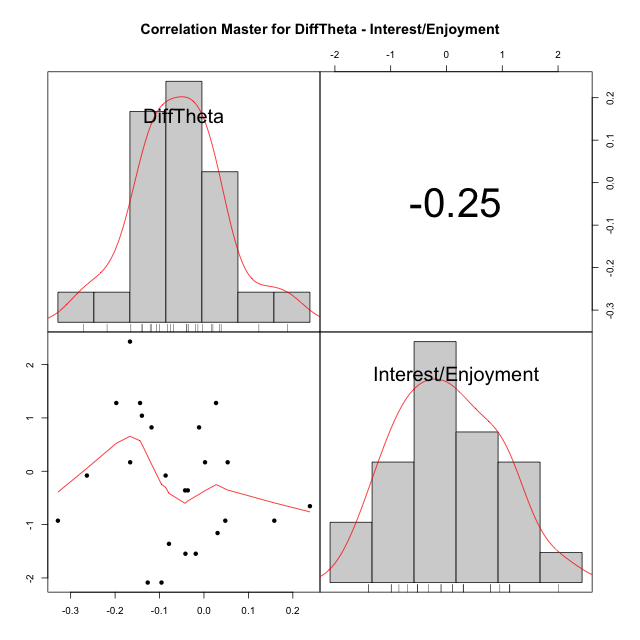 Correlation Master for DiffTheta - Interest/Enjoyment
-2 -1 0 1 2
DiffTheta
-0.25
0.2
0.1
0.0
-0.1
-0.2
-0.3
2
1
0
-1
-2
Interest/Enjoyment
-0.3 -0.2 -0.1 0.0 0.1 0.2